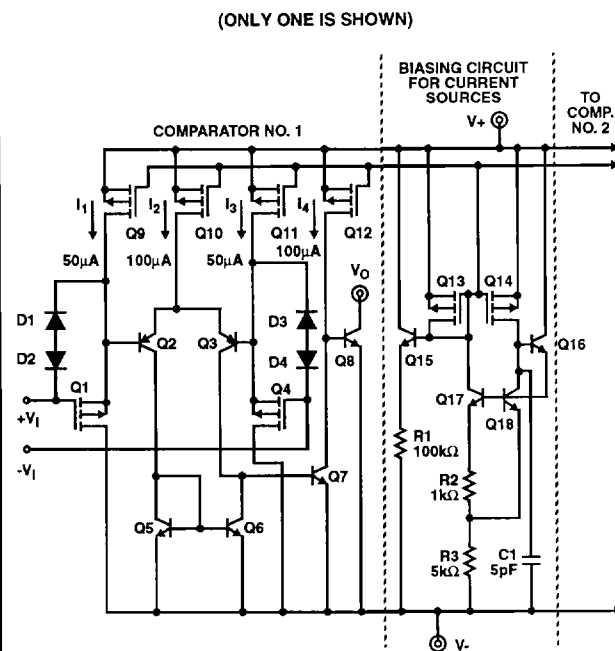 (ONLY ONE IS SHOWN)
COMPARATOR NO. 1
BIASING CIRCUIT
FOR CURRENT
SOURCES
V+
TO
COMP.
NO. 2
I1
I2
I3
I4
Q9
Q10
Q11
Q12
50μA
100μA
50μA
100μA
VO
Q13
Q14
D1
D2
Q2
Q3
D3
D4
Q8
Q15
Q16
Q1
Q4
Q17
Q18
+VI
-VI
R1
100kΩ
Q7
R2
1kΩ
Q5
Q6
R3
5kΩ
C1
5pF
V-